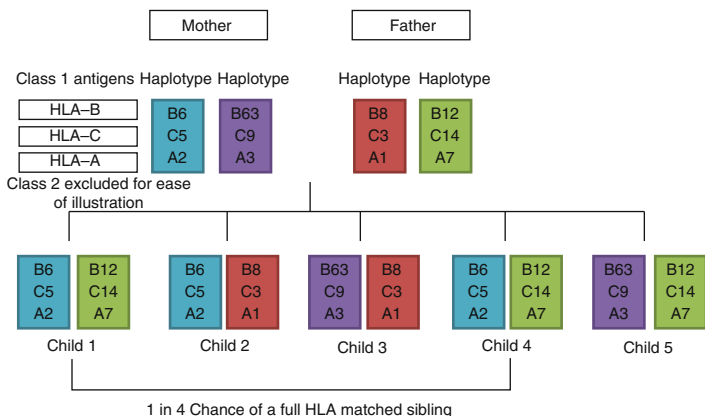 Mother Father
Class 1 antigens Haplotype Haplotype Haplotype Haplotype
HLA–B B6 B63 B8 B12
HLA–C C5 C9 C3 C14
HLA–A A2 A3 A1 A7
Class 2 excluded for ease
of illustration
B6 B12 B6 B8 B63 B8 B6 B12 B63 B12
C5 C14 C5 C3 C9 C3 C5 C14 C9 C14
A2 A7 A2 A1 A3 A1 A2 A7 A3 A7
Child 1 Child 2 Child 3 Child 4 Child 5
1 in 4 Chance of a full HLA matched sibling